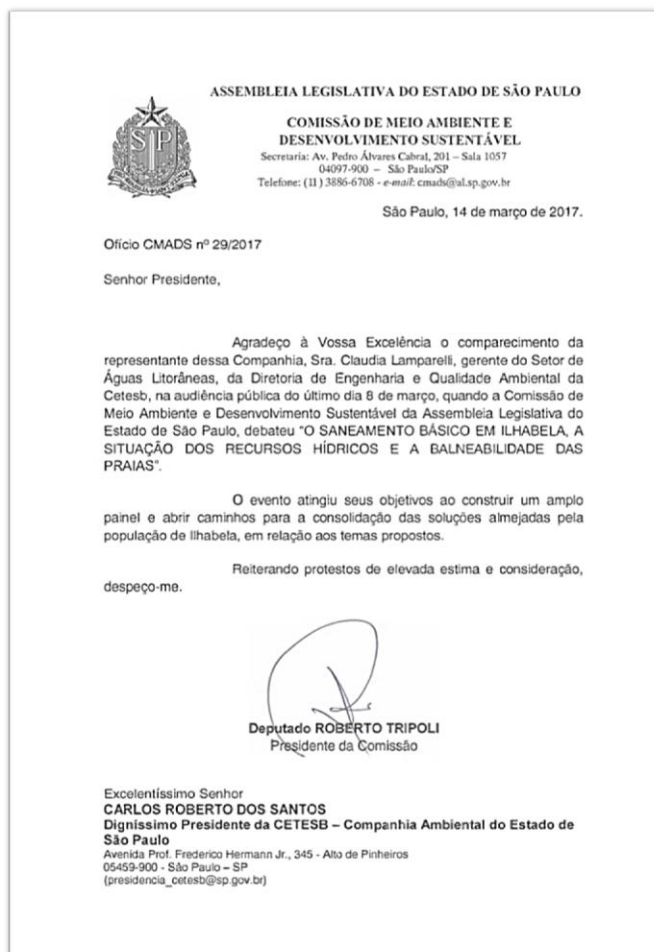 ASSEMBLEIA LEGISLATIVA DO ESTADO DE SÃO PAULO
COMISSÃO DE MEIO AMBIENTE E
DESENVOLVIMENTO SUSTENTÁVEL
Secretaria: Av. Pedro Álvares Cabral, 201 – Sala 1057
04097-900 – São Paulo/SP
Telefone: (11) 3886-6708 - e-mail: cmads@al.sp.gov.br
SP
São Paulo, 14 de março de 2017.
Ofício CMADS nº 29/2017
Senhor Presidente,
Agradeço à Vossa Excelência o comparecimento da
representante dessa Companhia, Sra. Claudia Lamparelli, gerente do Setor de
Águas Litorâneas, da Diretoria de Engenharia e Qualidade Ambiental da
Cetesb, na audiência pública do último dia 8 de março, quando a Comissão de
Meio Ambiente e Desenvolvimento Sustentável da Assembleia Legislativa do
Estado de São Paulo, debateu "O SANEAMENTO BÁSICO EM ILHABELA, A
SITUAÇÃO DOS RECURSOS HÍDRICOS E A BALNEABILIDADE DAS
PRAIAS".
O evento atingiu seus objetivos ao construir um amplo
painel e abrir caminhos para a consolidação das soluções almejadas pela
população de Ilhabela, em relação aos temas propostos.
Reiterando protestos de elevada estima e consideração,
despeço-me.
Deputado ROBERTO TRIPOLI
Presidente da Comissão
Excelentíssimo Senhor
CARLOS ROBERTO DOS SANTOS
Digníssimo Presidente da CETESB – Companhia Ambiental do Estado de
São Paulo
Avenida Prof. Frederico Hermann Jr., 345 - Alto de Pinheiros
05459-900 - São Paulo – SP
(presidencia_cetesb@sp.gov.br)